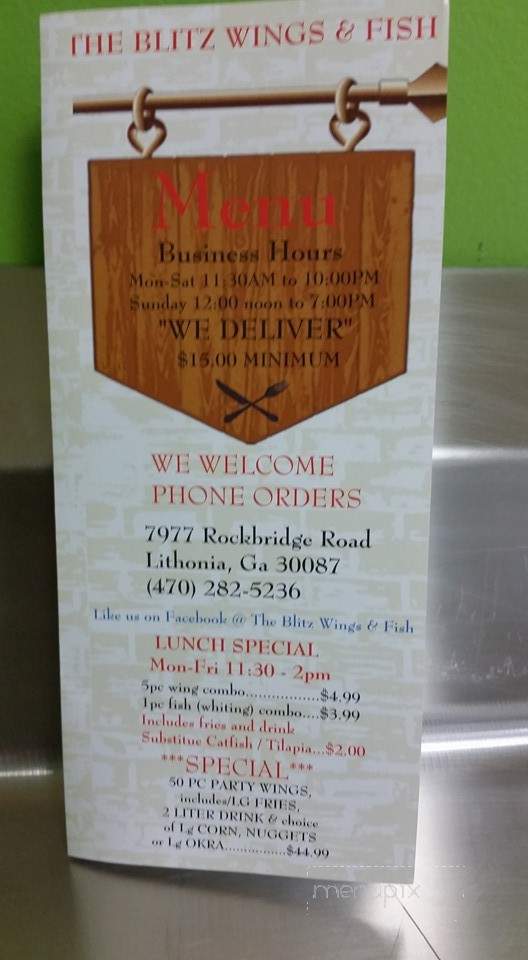 THE BLITZ WINGS & FISH
Menu
Business Hours
Mon-Sat 11:30AM to 10:00PM
Sunday 12:00 noon to 7:00PM
"WE DELIVER"
$15.00 MINIMUM
WE WELCOME
PHONE ORDERS
7977 Rockbridge Road
Lithonia, Ga 30087
(470) 282-5236
Like us on Facebook @ The Blitz Wings & Fish
LUNCH SPECIAL
Mon-Fri 11:30 - 2pm
5pc wing combo.................$4.99
1pc fish (whiting) combo....$3.99
Includes fries and drink
Substitue Catfish / Tilapia...$2.00
***SPECIAL***
50 PC PARTY WINGS,
includes/LG FRIES,
2 LITER DRINK & choice
of Lg CORN, NUGGETS
or Lg OKRA...............$44.99
menupix